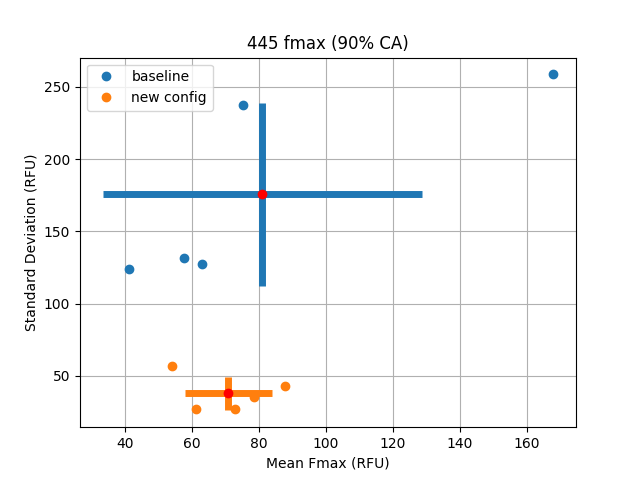 445 fmax (90% CA)
baseline
new config
250
200
150
100
50
Standard Deviation (RFU)
40 60 80 100 120 140 160
Mean Fmax (RFU)